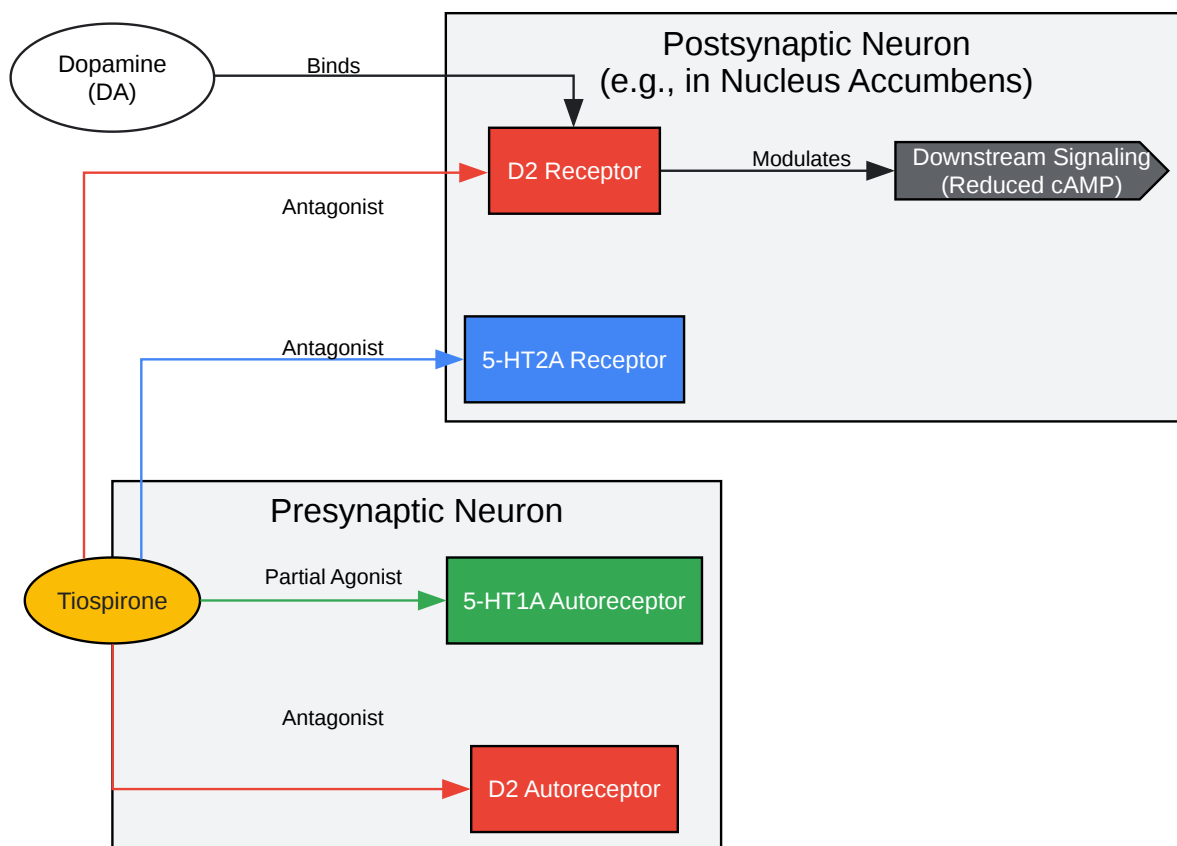 Postsynaptic Neuron
(e.g., in Nucleus Accumbens)
Dopamine
(DA)
Binds
D2 Receptor
Modulates
Downstream Signaling
(Reduced cAMP)
Antagonist
Antagonist
5-HT2A Receptor
Presynaptic Neuron
Tiospirone
Partial Agonist
5-HT1A Autoreceptor
Antagonist
D2 Autoreceptor